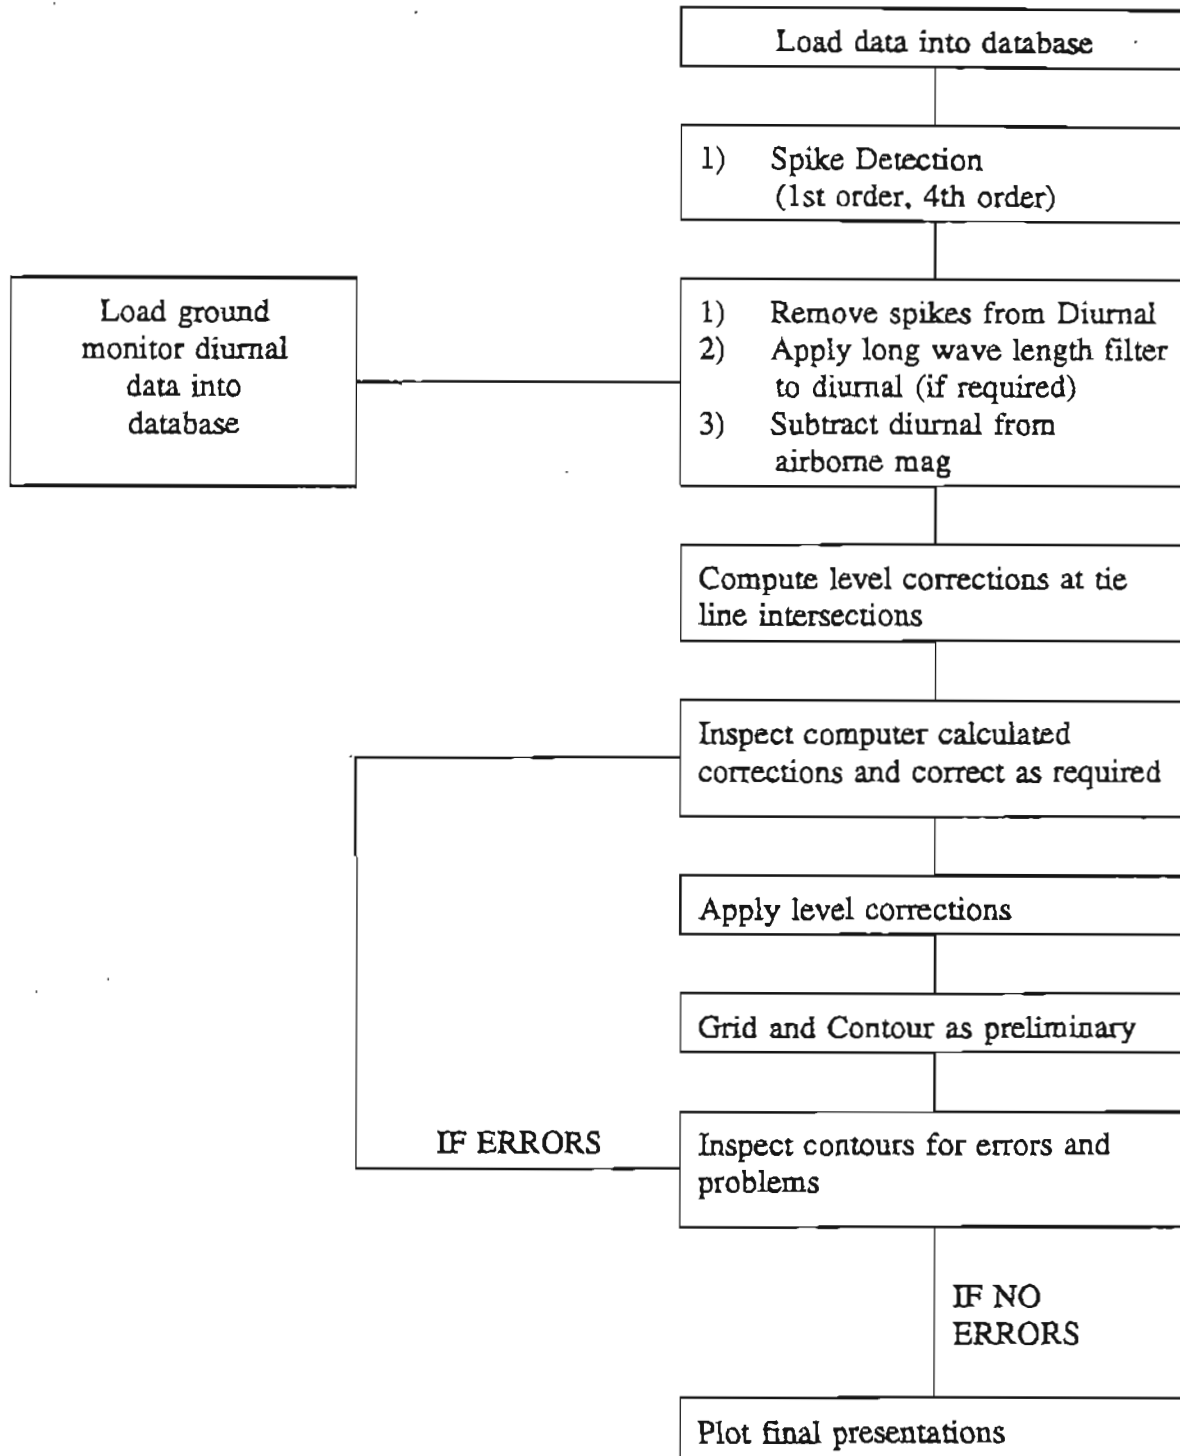 Load data into database
1) Spike Detection
(1st order, 4th order)
Load ground
monitor diurnal
data into
database
1) Remove spikes from Diurnal
2) Apply long wave length filter
to diurnal (if required)
3) Subtract diurnal from
airborne mag
Compute level corrections at tie
line intersections
Inspect computer calculated
corrections and correct as required
Apply level corrections
Grid and Contour as preliminary
IF ERRORS
Inspect contours for errors and
problems
IF NO
ERRORS
Plot final presentations